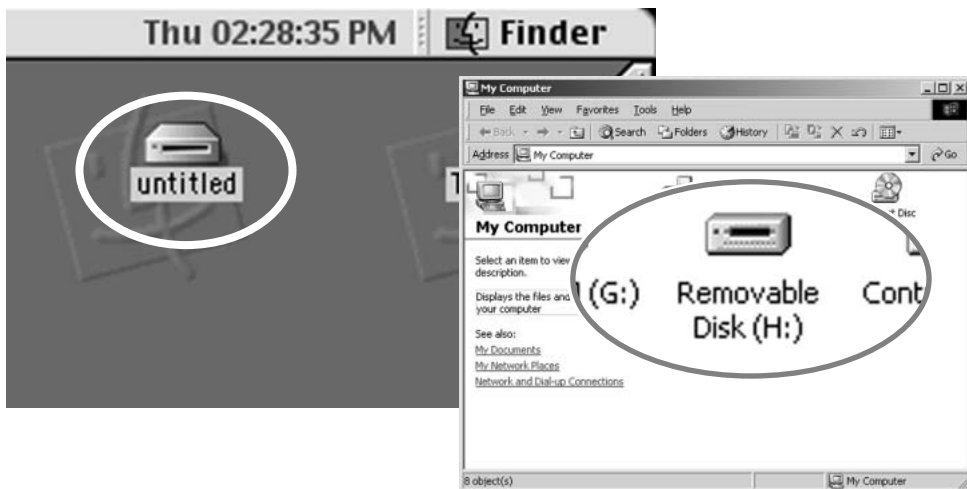 Thu 02:28:35 PM Finder
untitled
T
My Computer
File Edit View Favorites Tools Help
Back Search Folders History
Address My Computer Go
My Computer
Select an item to view
description.
Displays the files and
your computer
See also:
My Documents
My Network Places
Network and Dial-up Connections
Disc
(G:)
Removable
Disk (H:)
Cont
8 object(s) My Computer